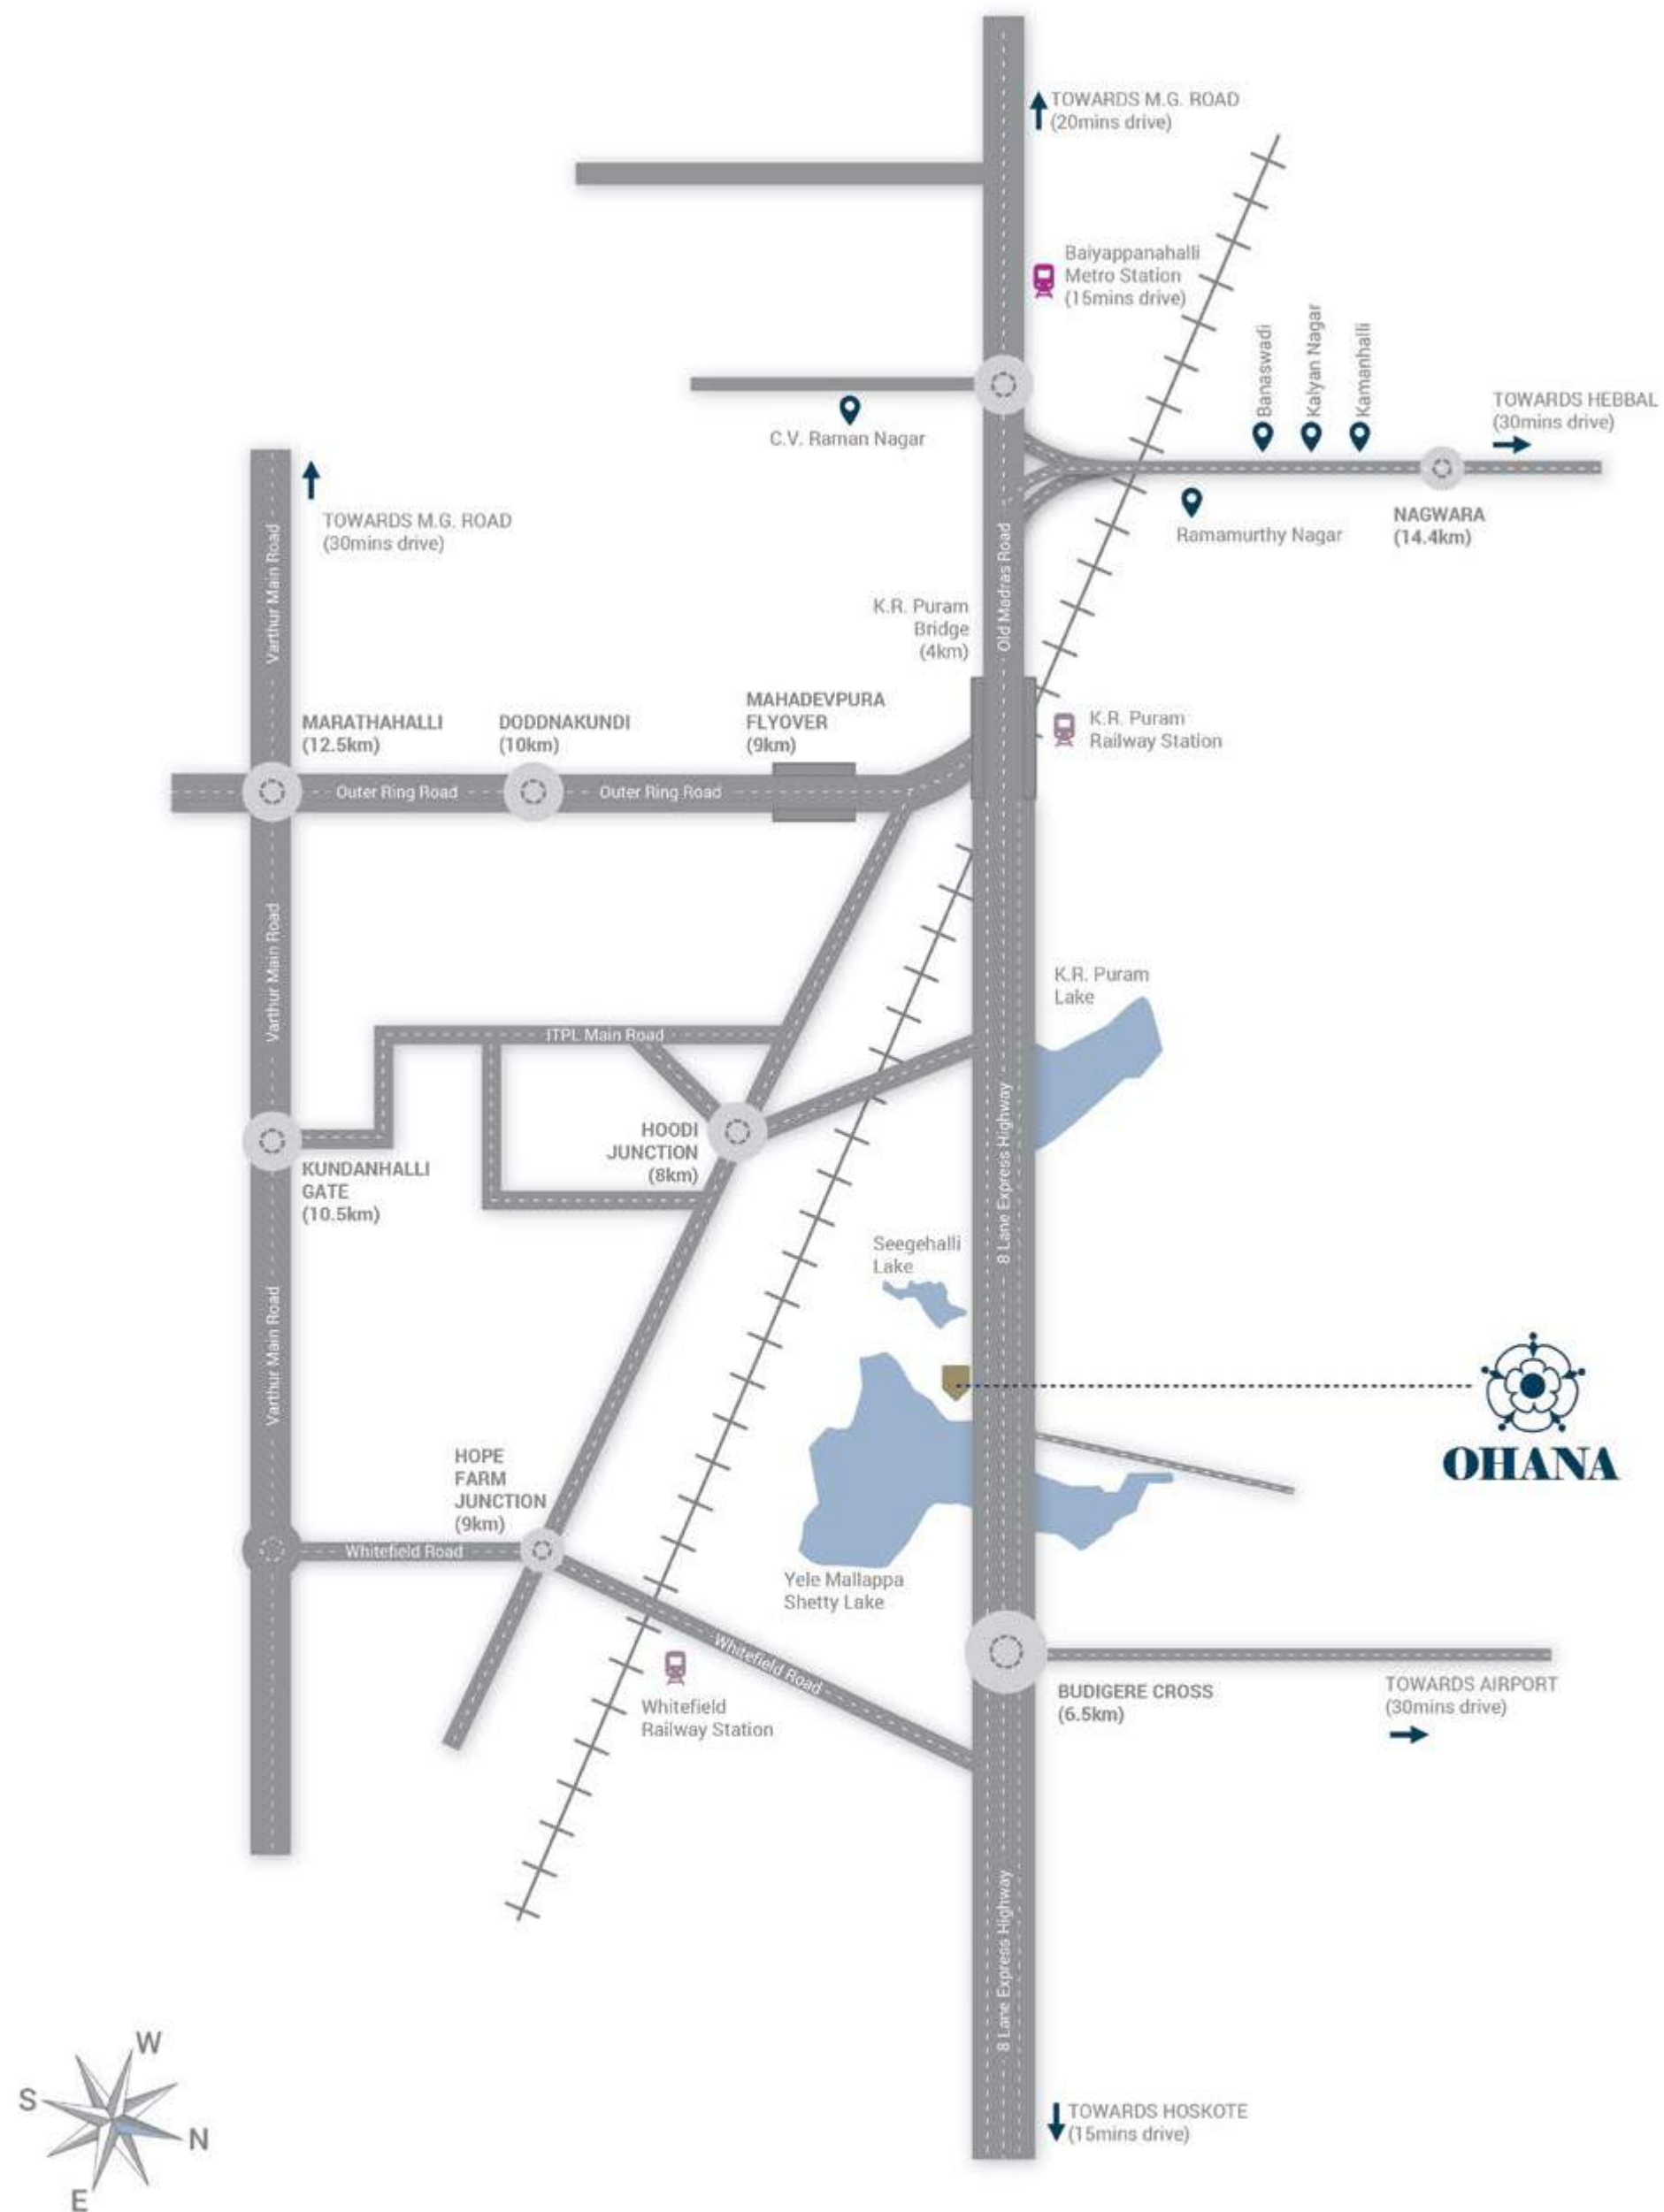 TOWARDS M.G. ROAD
(20mins drive)
Baiyappanahalli
Metro Station
(15mins drive)
Banaswadi
Kalyan Nagar
Kamanhalli
TOWARDS HEBBAL
(30mins drive)
C.V. Raman Nagar
Ramamurthy Nagar
NAGWARA
(14.4km)
TOWARDS M.G. ROAD
(30mins drive)
Varthur Main Road
Old Madras Road
K.R. Puram
Bridge
(4km)
MARATHAHALLI
(12.5km)
DODDNAKUNDI
(10km)
MAHADEVPURA
FLYOVER
(9km)
K.R. Puram
Railway Station
Outer Ring Road
Outer Ring Road
Varthur Main Road
K.R. Puram
Lake
ITPL Main Road
HOODI
JUNCTION
(8km)
KUNDANHALLI
GATE
(10.5km)
8 Lane Express Highway
Seegehalli
Lake
Varthur Main Road
OHANA
HOPE
FARM
JUNCTION
(9km)
Whitefield Road
Yele Mallappa
Shetty Lake
Whitefield Road
Whitefield
Railway Station
BUDIGERE CROSS
(6.5km)
TOWARDS AIRPORT
(30mins drive)
8 Lane Express Highway
TOWARDS HOSKOTE
(15mins drive)
W
S
N
E